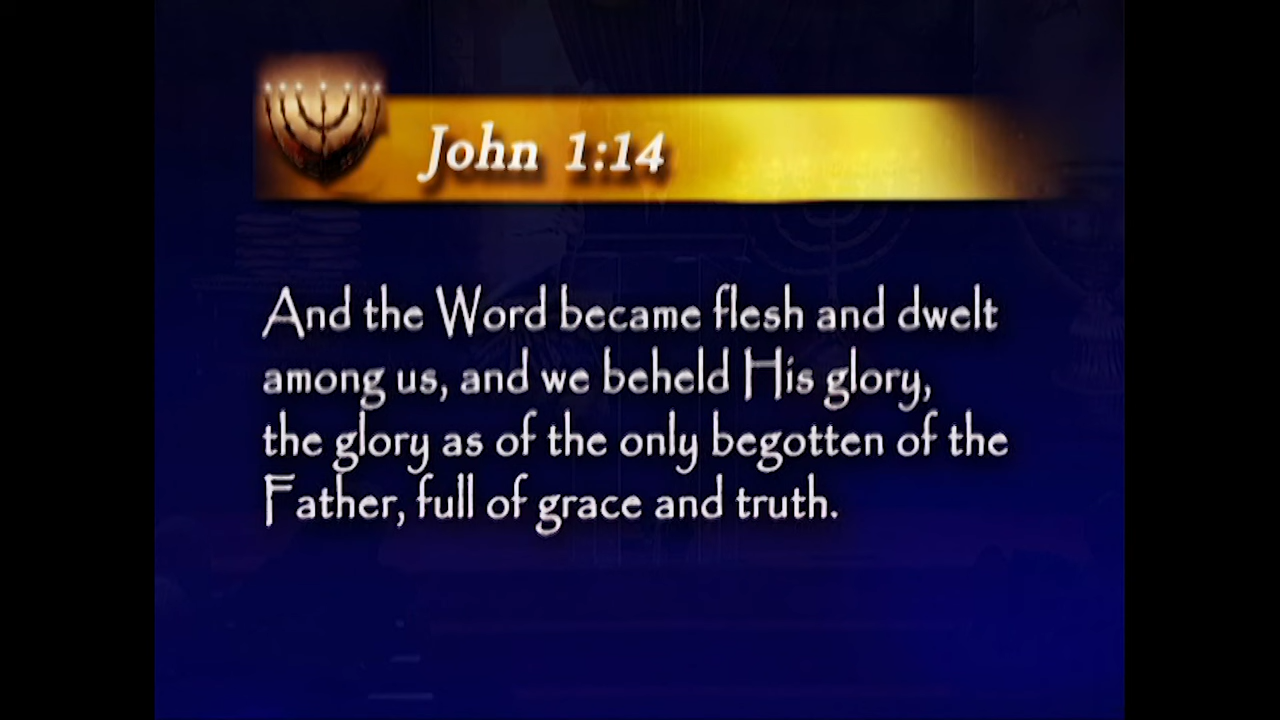 John 1:14
And the Word became flesh and dwelt
among us, and we beheld His glory,
the glory as of the only begotten of the
Father, full of grace and truth.